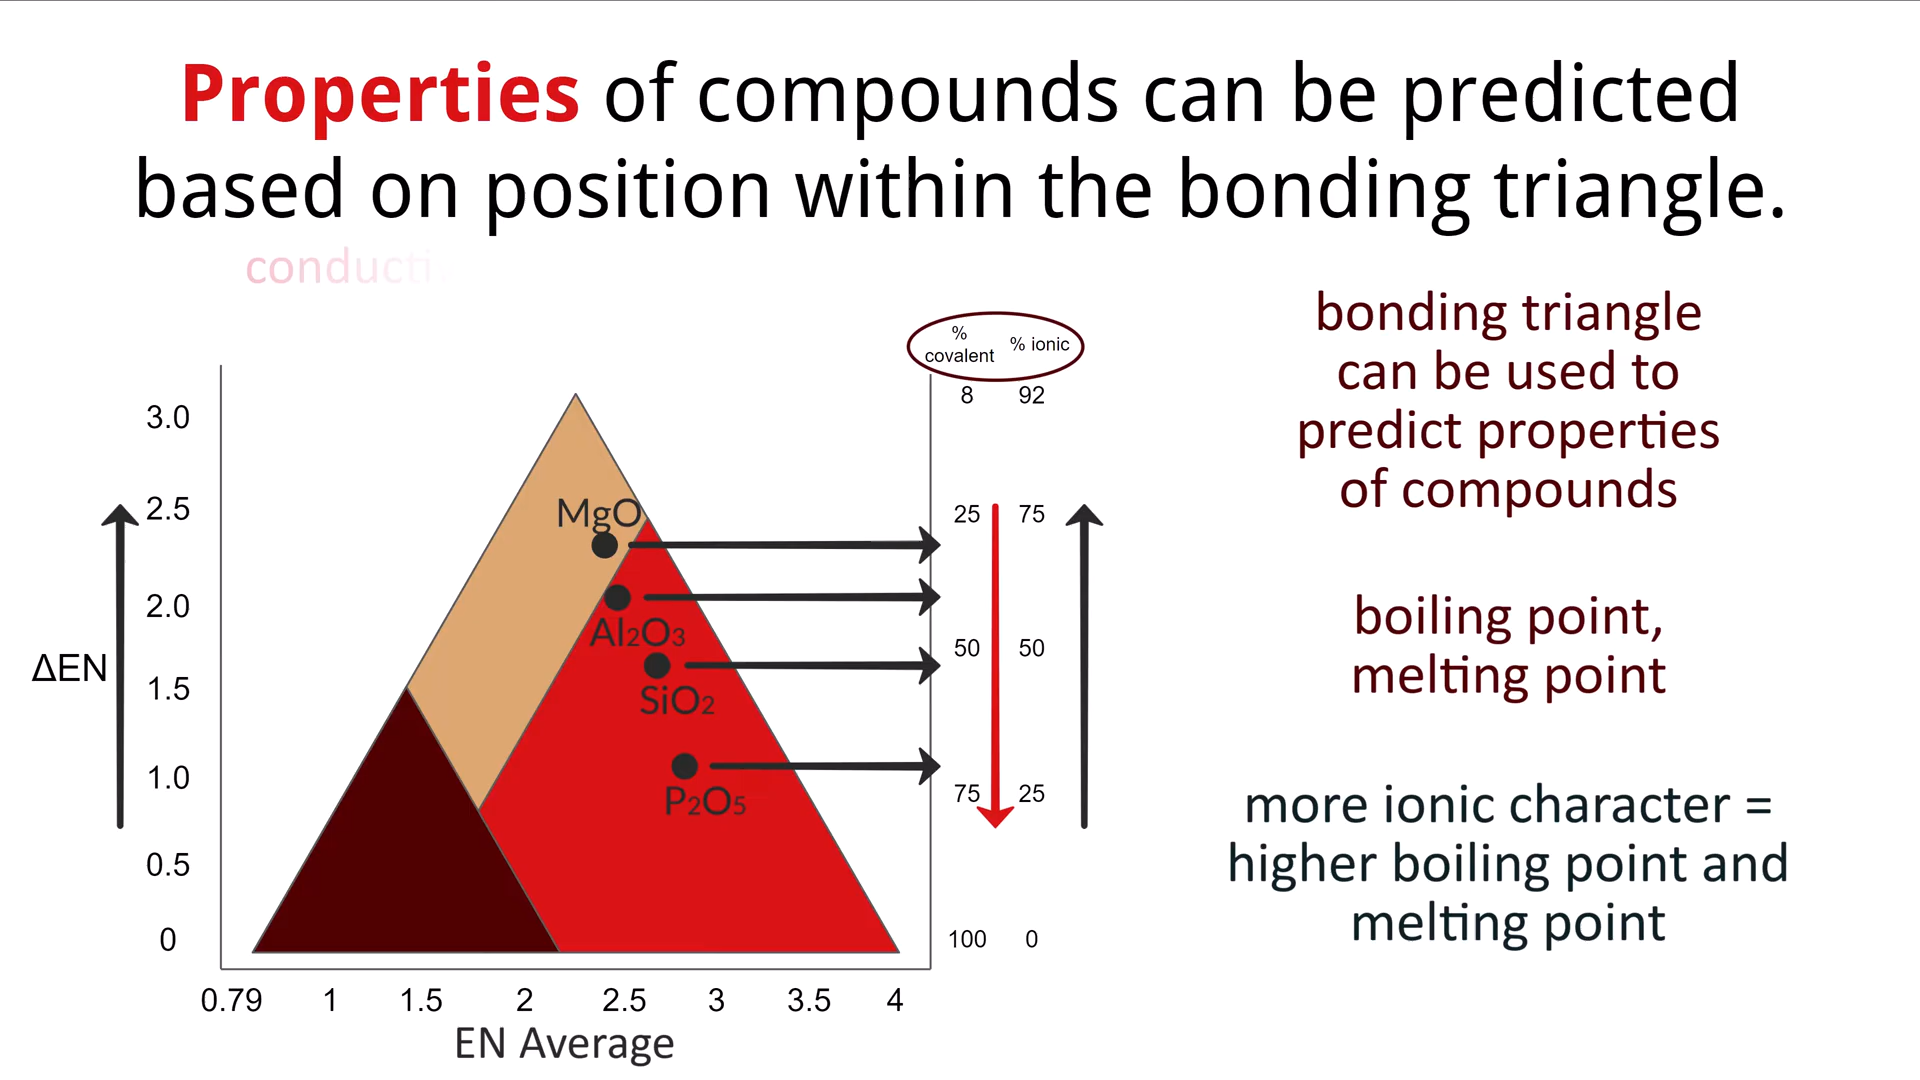 Properties of compounds can be predicted
based on position within the bonding triangle.
%
covalent
% ionic
8 92
25 75
50 50
75 25
100 0
3.0
2.5
2.0
1.5
1.0
0.5
0
ΔEN
MgO
Al2O3
SiO2
P2O5
0.79 1 1.5 2 2.5 3 3.5 4
EN Average
bonding triangle
can be used to
predict properties
of compounds
boiling point,
melting point
more ionic character =
higher boiling point and
melting point